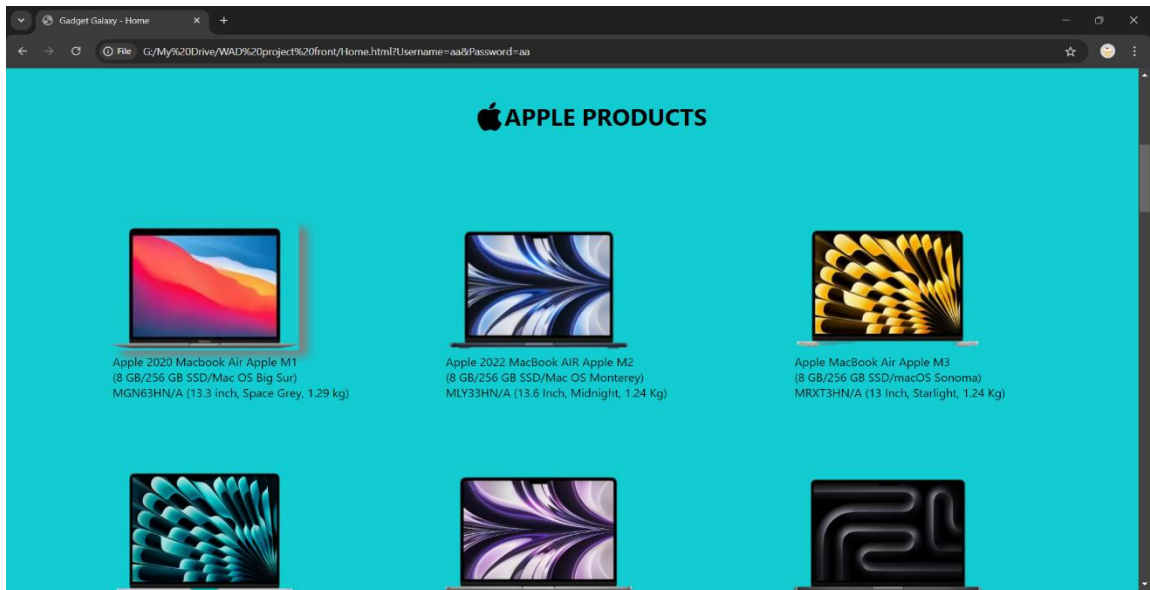 Gadget Galaxy - Home
File G:/My%20Drive/WAD%20project%20front/Home.html?Username=aa&Password=aa
APPLE PRODUCTS
Apple 2020 Macbook Air Apple M1
(8 GB/256 GB SSD/Mac OS Big Sur)
MGN63HN/A (13.3 inch, Space Grey, 1.29 kg)
Apple 2022 MacBook AIR Apple M2
(8 GB/256 GB SSD/Mac OS Monterey)
MLY33HN/A (13.6 Inch, Midnight, 1.24 Kg)
Apple MacBook Air Apple M3
(8 GB/256 GB SSD/macOS Sonoma)
MRXT3HN/A (13 Inch, Starlight, 1.24 Kg)